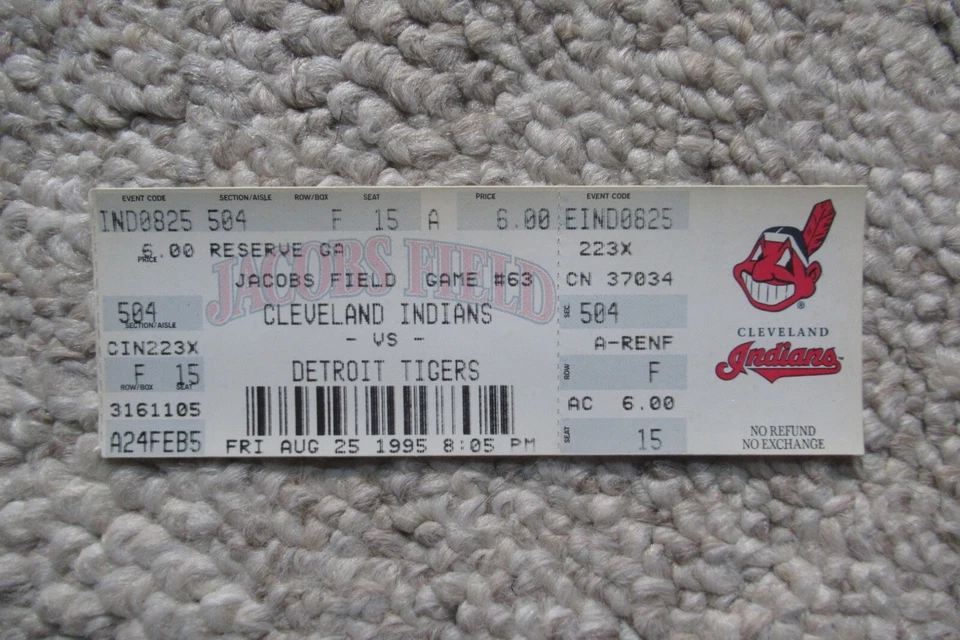 EVENT CODE SECTION/AISLE ROW/BOX SEAT PRICE EVENT CODE
IND0825 504 F 15 A 6.00 EIND0825
6.00 RESERVE GA 223X
PRICE
JACOBS FIELD
JACOBS FIELD GAME #63 CN 37034
504 CLEVELAND INDIANS SEC 504
SECTION/AISLE
CIN223X - VS - A-RENF
F 15 DETROIT TIGERS ROW F
ROW/BOX SEAT
3161105 AC 6.00
A24FEB5 FRI AUG 25 1995 8:05 PM SEAT 15
®
CLEVELAND
Indians
NO REFUND
NO EXCHANGE